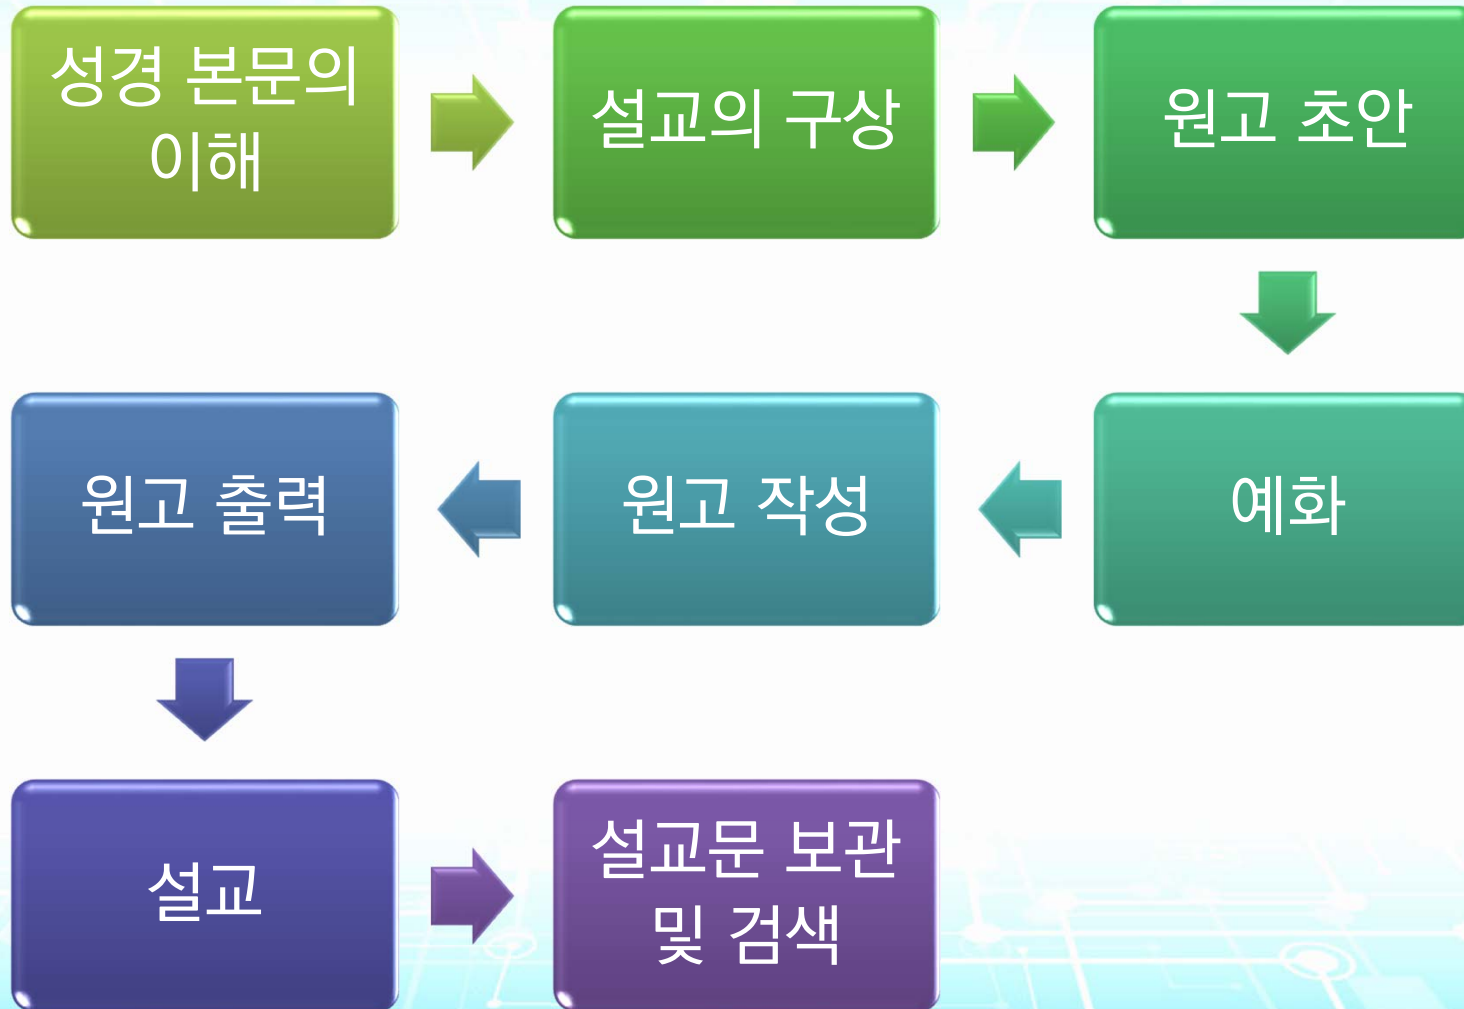 성경 본문의
이해
설교의 구상
원고 초안
예화
원고 작성
원고 출력
설교
설교문 보관
및 검색